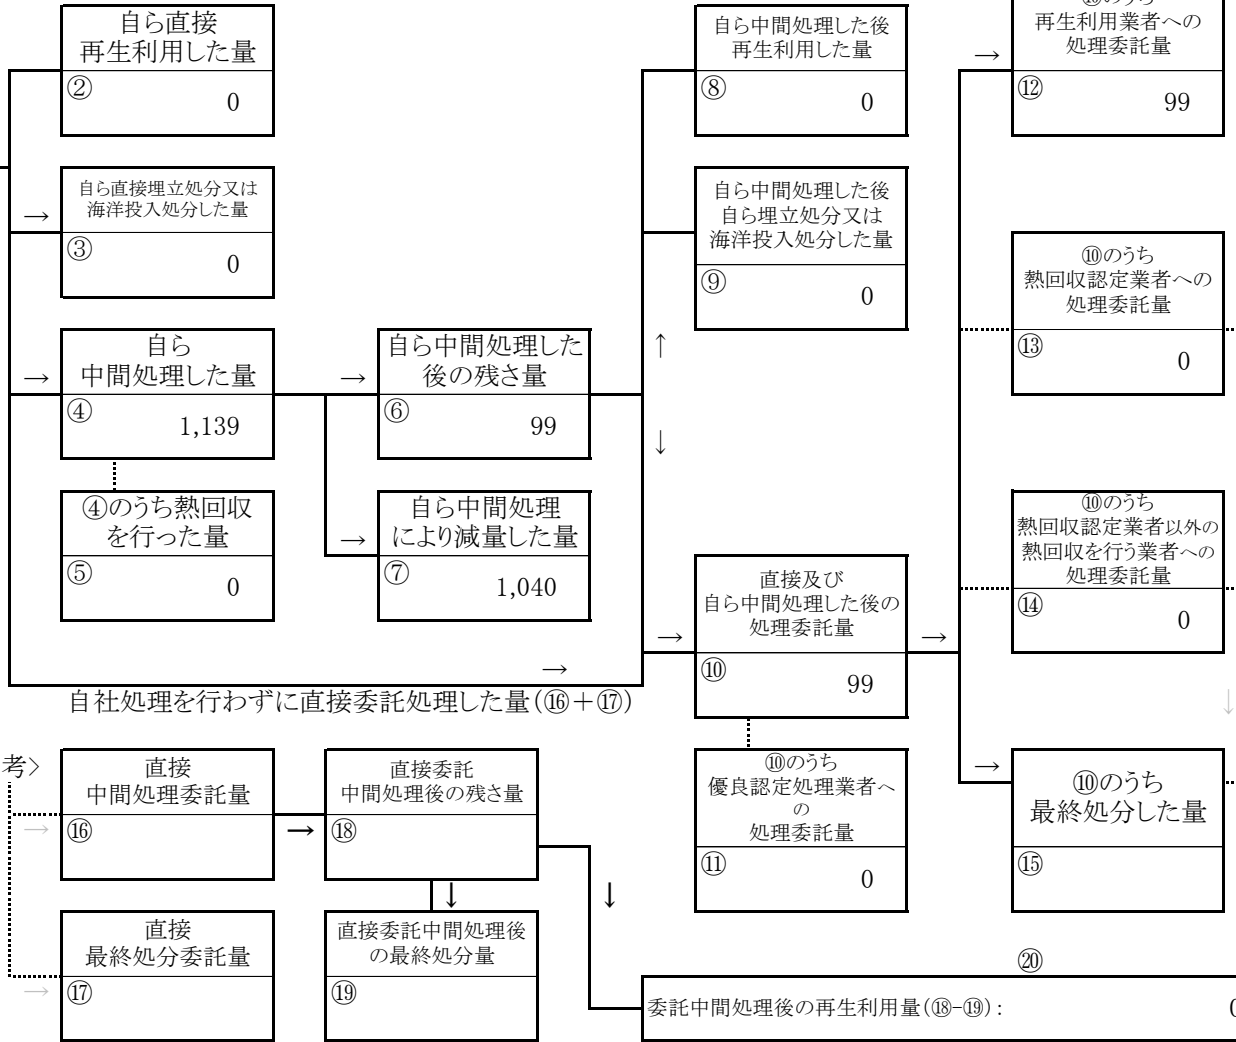 自ら直接
再生利用した量
②
0
自ら直接埋立処分又は
海洋投入処分した量
→
③
0
自ら
中間処理した量
→
④
1,139
④のうち熱回収
を行った量
⑤
0
→
自ら中間処理した
後の残さ量
⑥
99
→
自ら中間処理
により減量した量
⑦
1,040
→
自社処理を行わずに直接委託処理した量(⑯+⑰)
自ら中間処理した後
再生利用した量
⑧
0
自ら中間処理した後
自ら埋立処分又は
海洋投入処分した量
⑨
0
↑
↓
→
直接及び
自ら中間処理した後の
処理委託量
⑩
99
⑩のうち
優良認定処理業者へ
の
処理委託量
⑪
0
→
→
再生利用業者への
処理委託量
⑫
99
⑩のうち
熱回収認定業者への
処理委託量
⑬
0
⑩のうち
熱回収認定業者以外の
熱回収を行う業者への
処理委託量
⑭
0
↓
→
⑩のうち
最終処分した量
⑮
考>
→
直接
中間処理委託量
⑯
→
直接委託
中間処理後の残さ量
⑱
↓
↓
→
直接
最終処分委託量
⑰
直接委託中間処理後
の最終処分量
⑲
⑳
委託中間処理後の再生利用量(⑱-⑲):
0